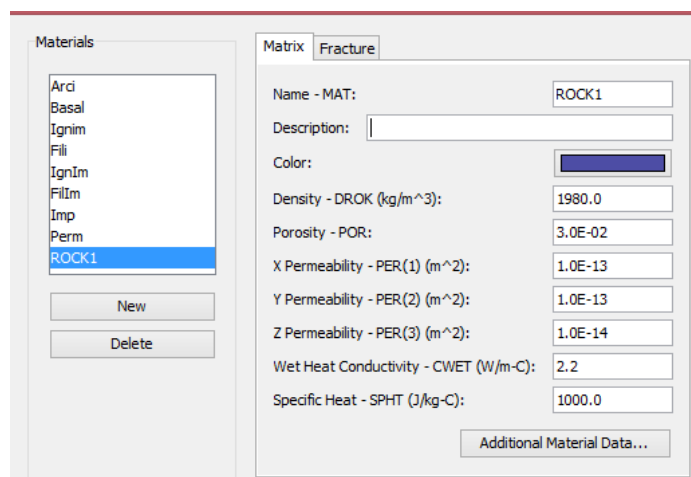 Materials
Arci
Basal
Ignim
Fili
IgnIm
FilIm
Imp
Perm
ROCK1
New
Delete
Matrix Fracture
Name - MAT: ROCK1
Description:
Color:
Density - DROK (kg/m^3): 1980.0
Porosity - POR: 3.0E-02
X Permeability - PER(1) (m^2): 1.0E-13
Y Permeability - PER(2) (m^2): 1.0E-13
Z Permeability - PER(3) (m^2): 1.0E-14
Wet Heat Conductivity - CWET (W/m-C): 2.2
Specific Heat - SPHT (J/kg-C): 1000.0
Additional Material Data...